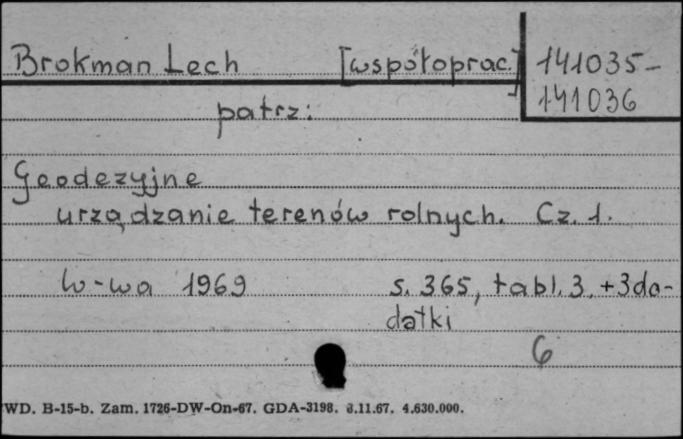 Brokman Lech [współoprac.]
141035-
141036
patrz:
Geodezyjne
urządzanie terenów rolnych. Cz. 1.
W-wa 1969 s. 365, tabl. 3, +3 do-
datki
6
WD. B-15-b. Zam. 1726-DW-On-67. GDA-3198. 8.11.67. 4.630.000.